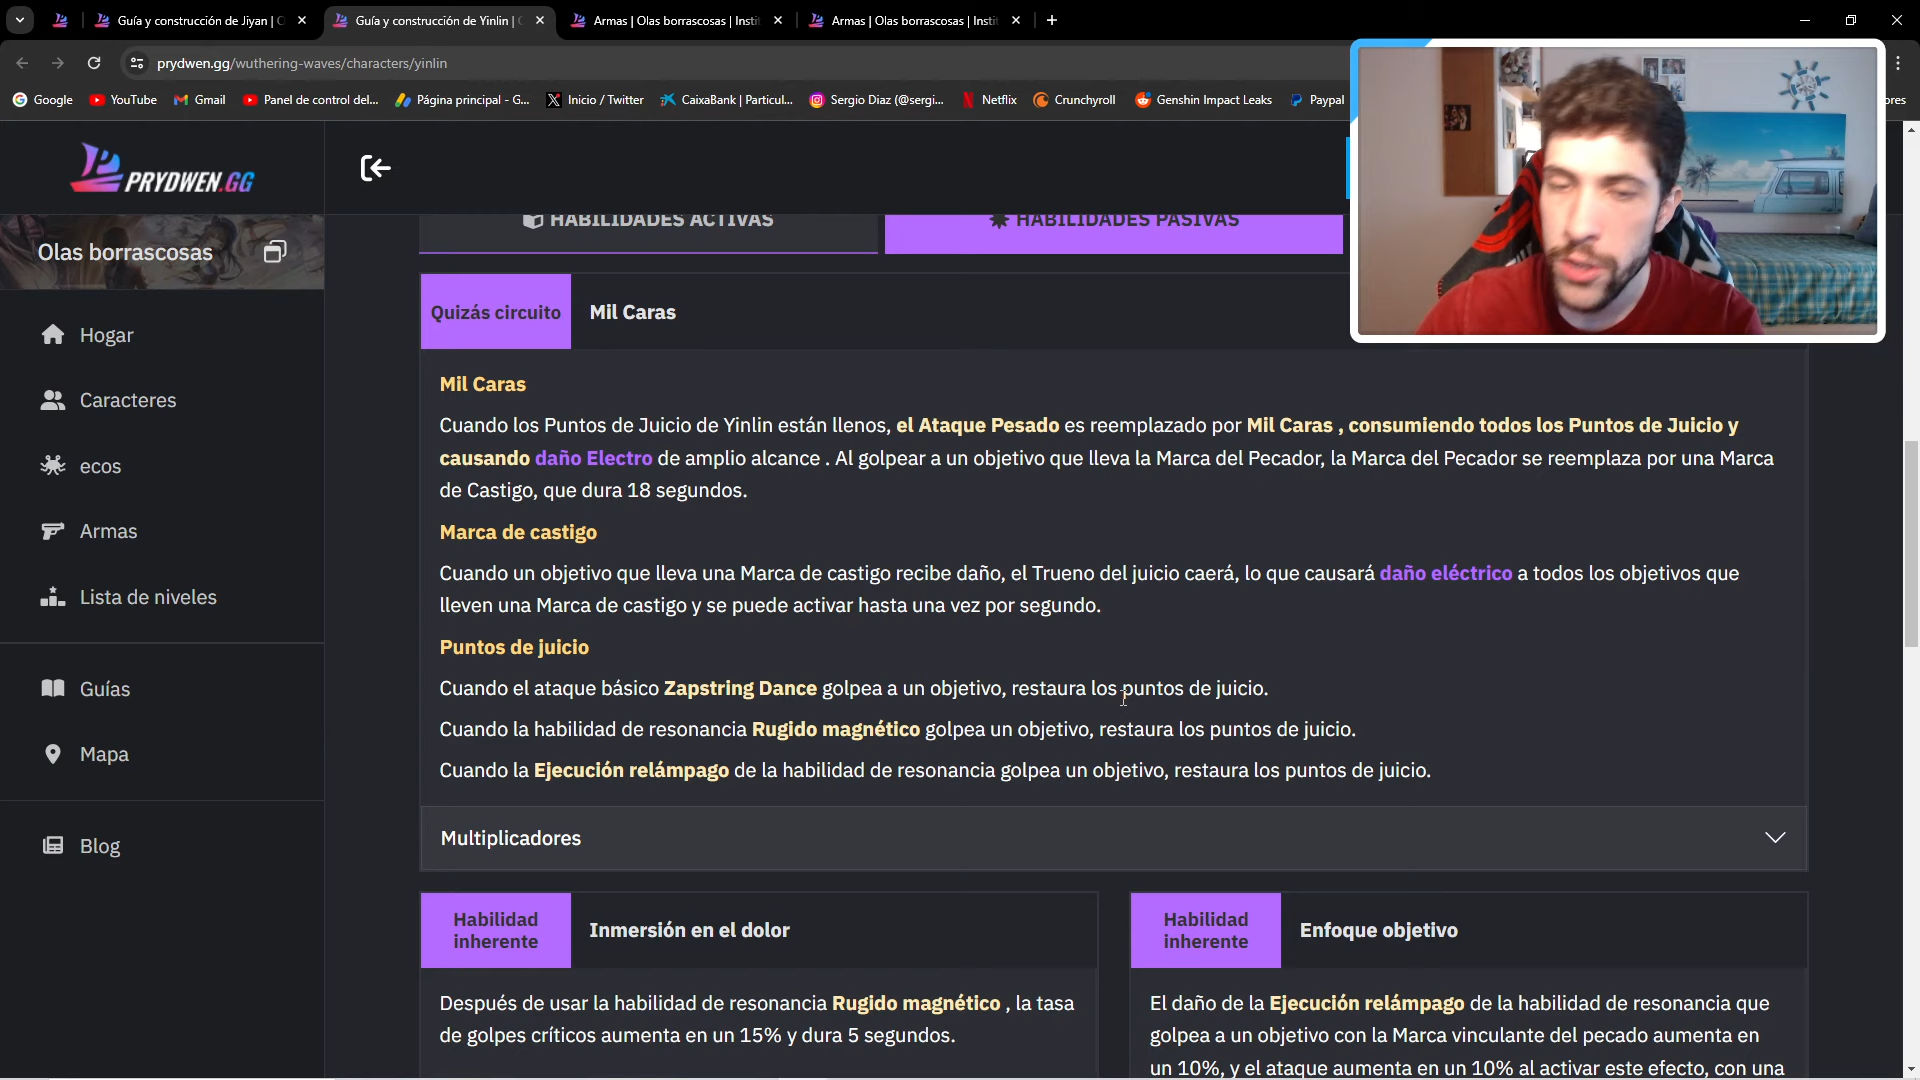 Guía y construcción de Jiyan | C
Guía y construcción de Yinlin | C
Armas | Olas borrascosas | Insti
Armas | Olas borrascosas | Insti
prydwen.gg/wuthering-waves/characters/yinlin
Google
YouTube
Gmail
Panel de control del...
Página principal - G...
Inicio / Twitter
CaixaBank | Particul...
Sergio Diaz (@sergi...
Netflix
Crunchyroll
Genshin Impact Leaks
Paypal
ores
PRYDWEN.GG
Olas borrascosas
Hogar
Caracteres
ecos
Armas
Lista de niveles
Guías
Mapa
Blog
HABILIDADES ACTIVAS
HABILIDADES PASIVAS
Quizás circuito
Mil Caras
Mil Caras
Cuando los Puntos de Juicio de Yinlin están llenos, el Ataque Pesado es reemplazado por Mil Caras , consumiendo todos los Puntos de Juicio y
causando daño Electro de amplio alcance . Al golpear a un objetivo que lleva la Marca del Pecador, la Marca del Pecador se reemplaza por una Marca
de Castigo, que dura 18 segundos.
Marca de castigo
Cuando un objetivo que lleva una Marca de castigo recibe daño, el Trueno del juicio caerá, lo que causará daño eléctrico a todos los objetivos que
lleven una Marca de castigo y se puede activar hasta una vez por segundo.
Puntos de juicio
Cuando el ataque básico Zapstring Dance golpea a un objetivo, restaura los puntos de juicio.
Cuando la habilidad de resonancia Rugido magnético golpea un objetivo, restaura los puntos de juicio.
Cuando la Ejecución relámpago de la habilidad de resonancia golpea un objetivo, restaura los puntos de juicio.
Multiplicadores
Habilidad
inherente
Inmersión en el dolor
Después de usar la habilidad de resonancia Rugido magnético , la tasa
de golpes críticos aumenta en un 15% y dura 5 segundos.
Habilidad
inherente
Enfoque objetivo
El daño de la Ejecución relámpago de la habilidad de resonancia que
golpea a un objetivo con la Marca vinculante del pecado aumenta en
un 10%, y el ataque aumenta en un 10% al activar este efecto, con una